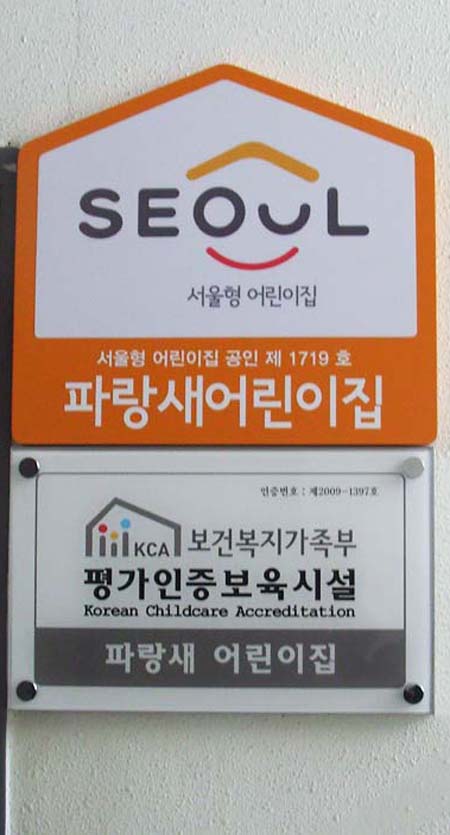 SEOUL
서울형 어린이집
서울형 어린이집 공인 제 1719 호
파랑새어린이집
인증번호 : 제2009-1397호
KCA 보건복지가족부
평가인증보육시설
Korean Childcare Accreditation
파랑새 어린이집